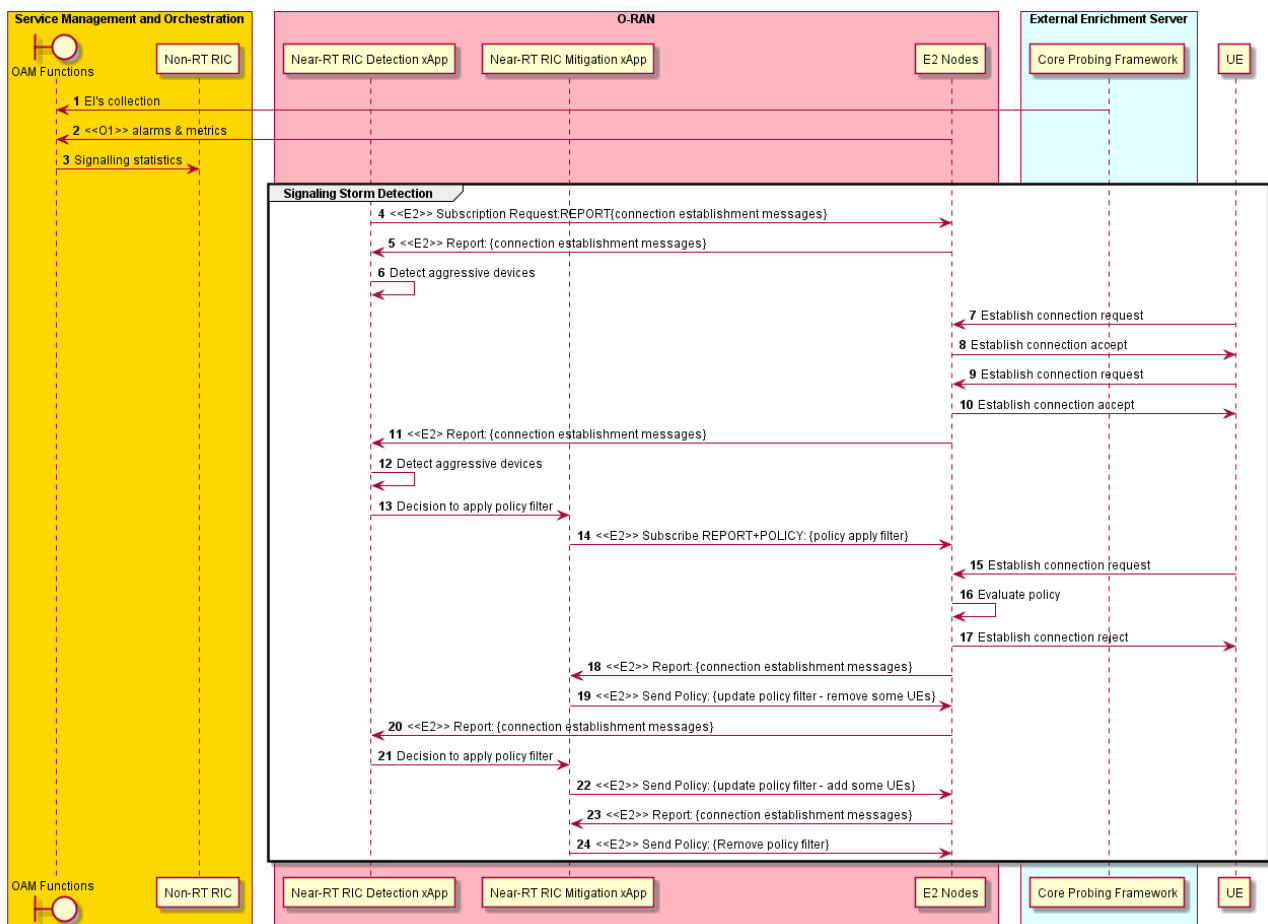 Service Management and Orchestration
O-RAN
External Enrichment Server
OAM Functions
Non-RT RIC
Near-RT RIC Detection xApp
Near-RT RIC Mitigation xApp
E2 Nodes
Core Probing Framework
UE
1 EI's collection
2 <<O1>> alarms & metrics
3 Signalling statistics
Signaling Storm Detection
4 <<E2>> Subscription Request:REPORT{connection establishment messages}
5 <<E2>> Report: {connection establishment messages}
6 Detect aggressive devices
7 Establish connection request
8 Establish connection accept
9 Establish connection request
10 Establish connection accept
11 <<E2> Report: {connection establishment messages}
12 Detect aggressive devices
13 Decision to apply policy filter
14 <<E2>> Subscribe REPORT+POLICY: {policy apply filter}
15 Establish connection request
16 Evaluate policy
17 Establish connection reject
18 <<E2>> Report: {connection establishment messages}
19 <<E2>> Send Policy: {update policy filter - remove some UEs}
20 <<E2>> Report: {connection establishment messages}
21 Decision to apply policy filter
22 <<E2>> Send Policy: {update policy filter - add some UEs}
23 <<E2>> Report: {connection establishment messages}
24 <<E2>> Send Policy: {Remove policy filter}
OAM Functions
Non-RT RIC
Near-RT RIC Detection xApp
Near-RT RIC Mitigation xApp
E2 Nodes
Core Probing Framework
UE